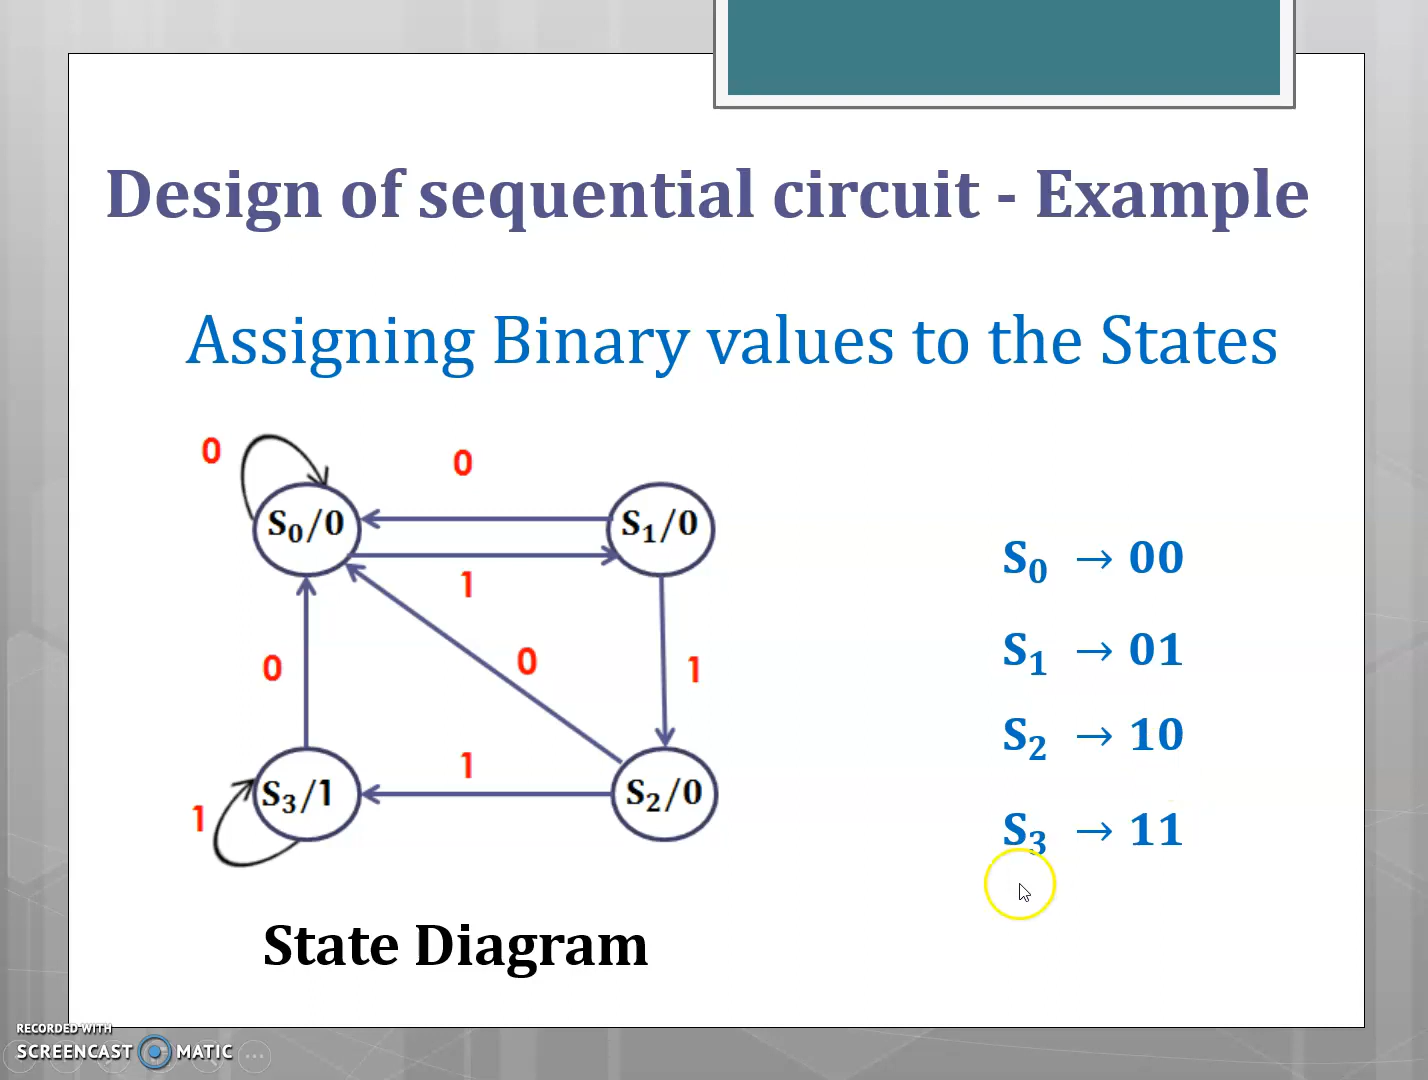 Design of sequential circuit - Example
Assigning Binary values to the States
0
0
S₀/0
S₁/0
1
0
0
1
1
S₃/1
S₂/0
1
S₀ → 00
S₁ → 01
S₂ → 10
S₃ → 11
State Diagram
RECORDED WITH
SCREENCAST MATIC